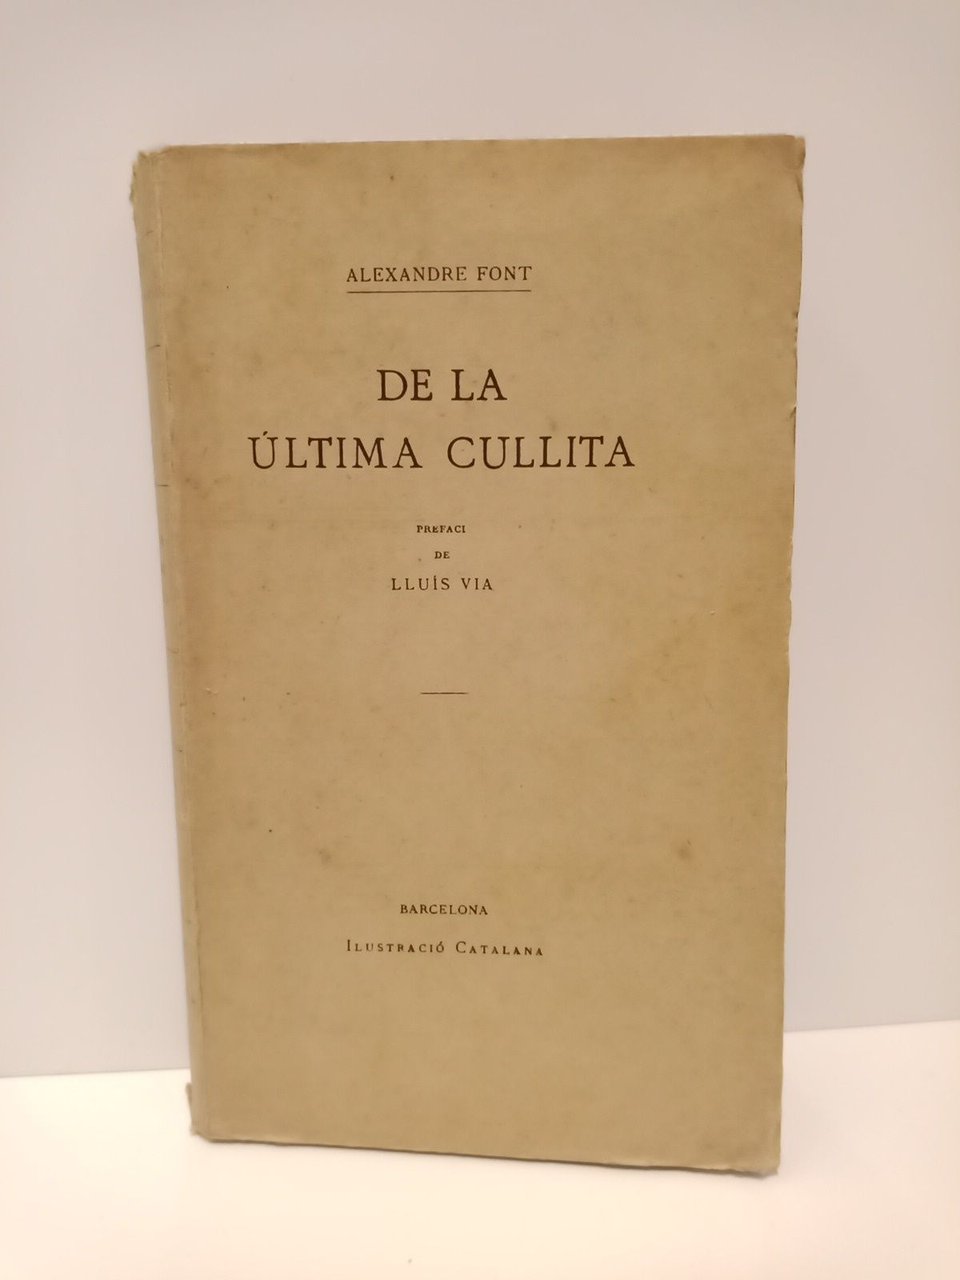 ALEXANDRE FONT
DE LA
ÚLTIMA CULLITA
PREFACI
DE
LLUÍS VIA
BARCELONA
ILUSTRACIÓ CATALANA